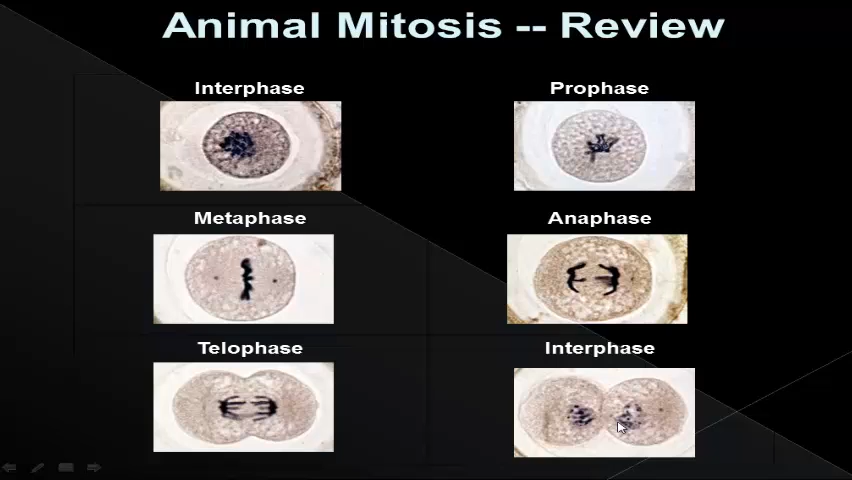 Animal Mitosis -- Review
Interphase
Prophase
Metaphase
Anaphase
Telophase
Interphase